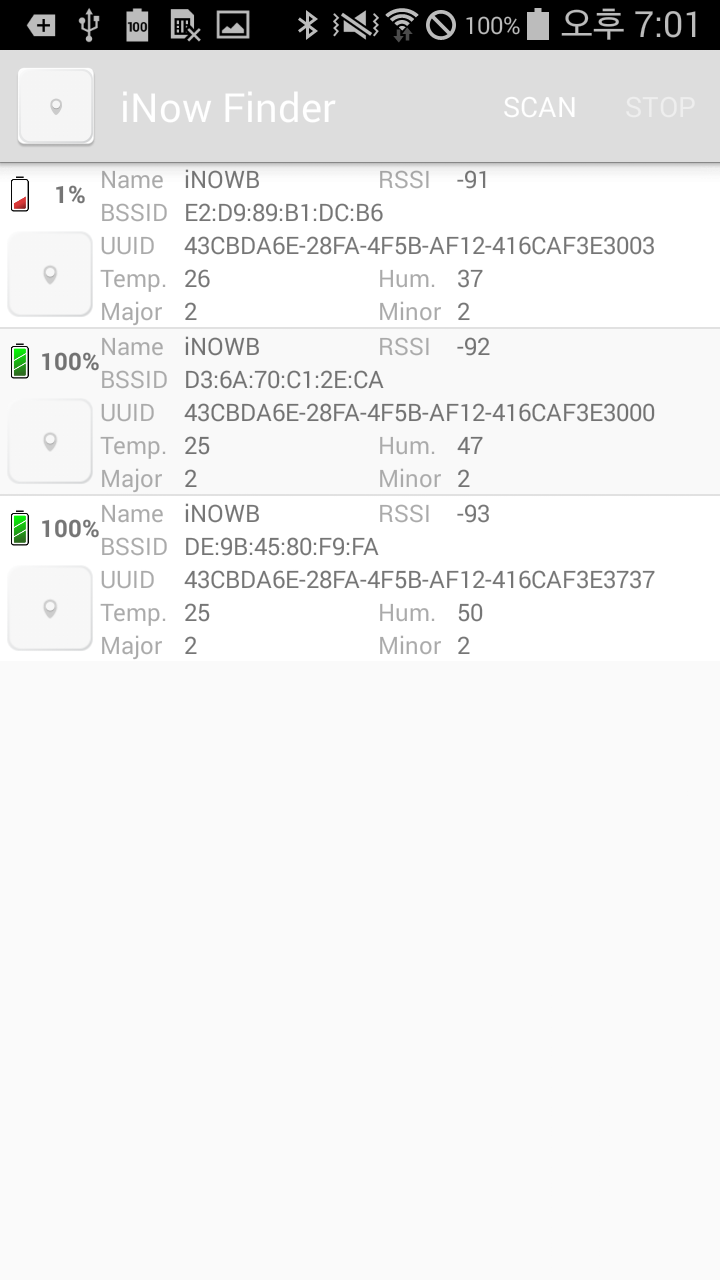 100 100% 오후 7:01
iNow Finder SCAN STOP
1% Name iNOWB RSSI -91
BSSID E2:D9:89:B1:DC:B6
UUID 43CBDA6E-28FA-4F5B-AF12-416CAF3E3003
Temp. 26 Hum. 37
Major 2 Minor 2
100% Name iNOWB RSSI -92
BSSID D3:6A:70:C1:2E:CA
UUID 43CBDA6E-28FA-4F5B-AF12-416CAF3E3000
Temp. 25 Hum. 47
Major 2 Minor 2
100% Name iNOWB RSSI -93
BSSID DE:9B:45:80:F9:FA
UUID 43CBDA6E-28FA-4F5B-AF12-416CAF3E3737
Temp. 25 Hum. 50
Major 2 Minor 2